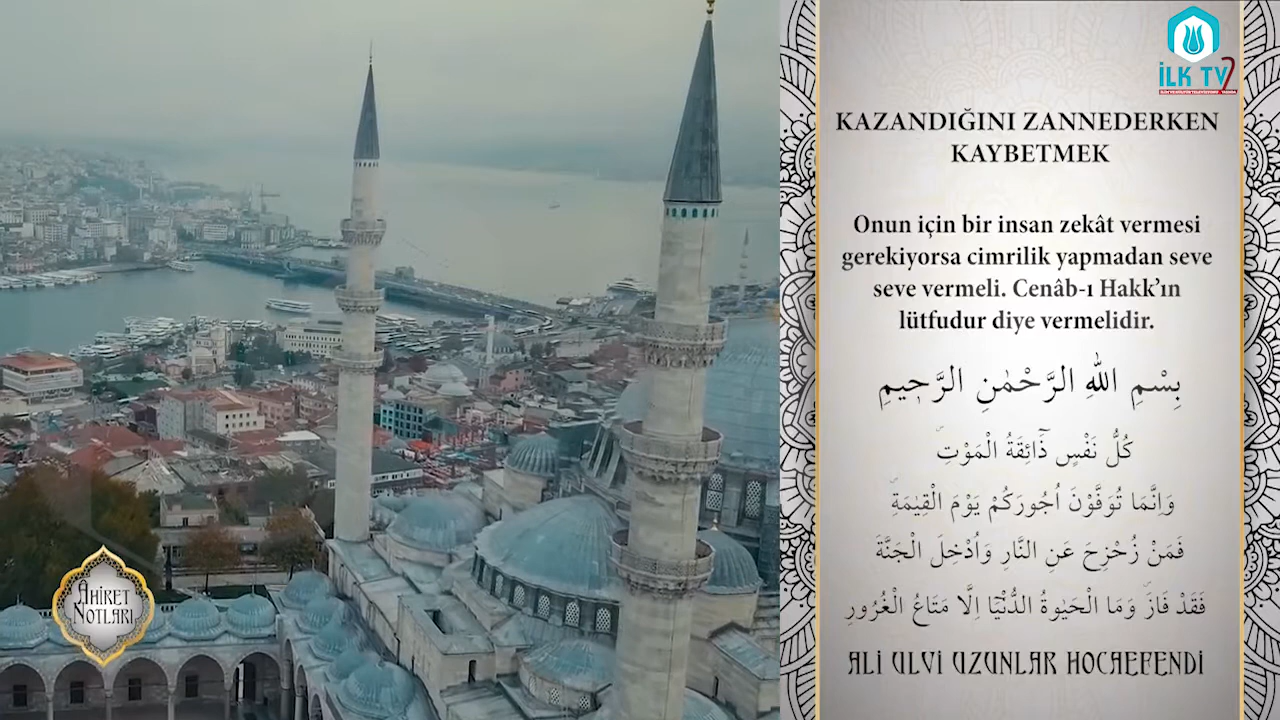 İLK TV 2
KAZANDIĞINI ZANNEDERKEN
KAYBETMEK
Onun için bir insan zekât vermesi
gerekiyorsa cimrilik yapmadan seve
seve vermeli. Cenâb-ı Hakk’ın
lütfudur diye vermelidir.
بِسْمِ اللّٰهِ الرَّحْمٰنِ الرَّح۪يمِ
كُلُّ نَفْسٍ ذَٓائِقَةُ الْمَوْتِۜ
وَاِنَّمَا تُوَفَّوْنَ اُجُورَكُمْ يَوْمَ الْقِيٰمَةِۜ
فَمَنْ زُحْزِحَ عَنِ النَّارِ وَاُدْخِلَ الْجَنَّةَ
فَقَدْ فَازَۜ وَمَا الْحَيٰوةُ الدُّنْيَٓا اِلَّا مَتَاعُ الْغُرُورِ
ALİ ULVİ UZUNLAR HOCAEFENDİ
AHİRET
NOTLARI